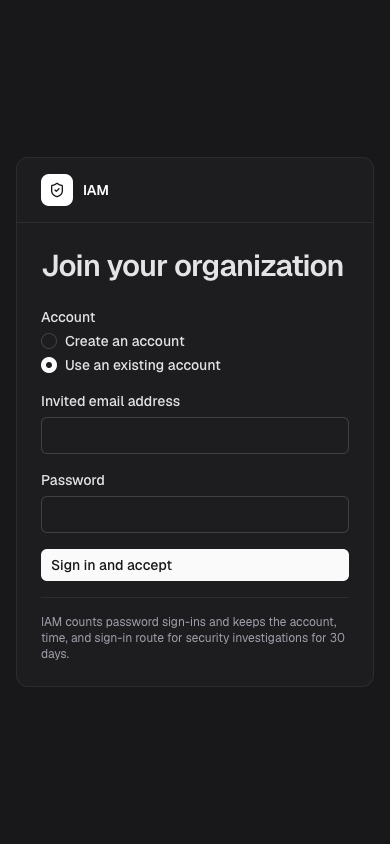 IAM
Join your organization
Account
Create an account
Use an existing account
Invited email address
Password
Sign in and accept
IAM counts password sign-ins and keeps the account,
time, and sign-in route for security investigations for 30
days.